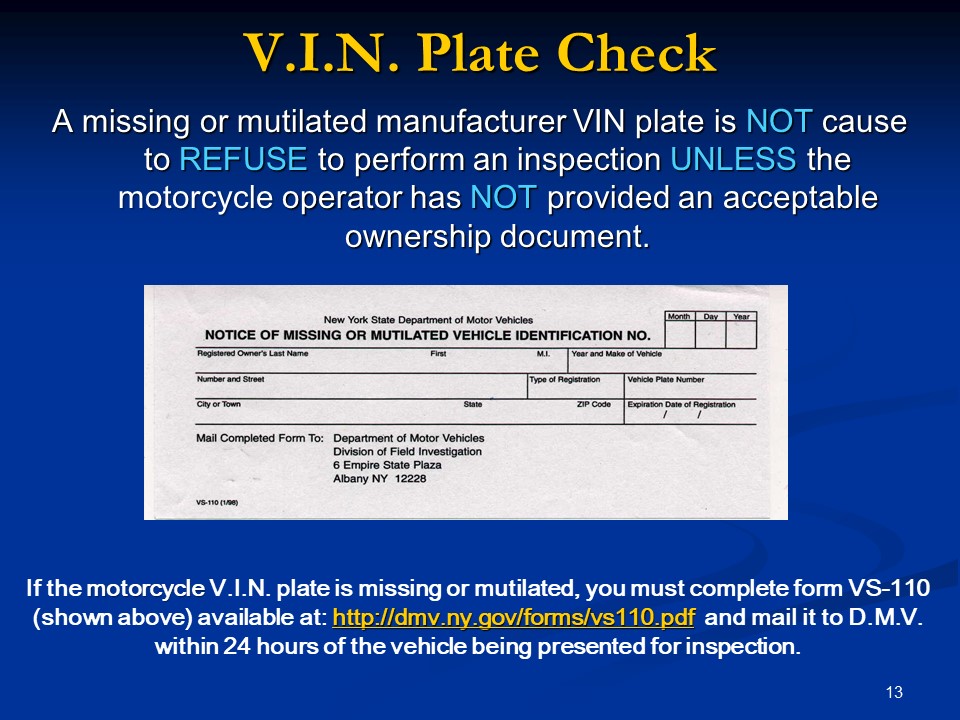 V.I.N. Plate Check
A missing or mutilated manufacturer VIN plate is NOT cause
to REFUSE to perform an inspection UNLESS the
motorcycle operator has NOT provided an acceptable
ownership document.
New York State Department of Motor Vehicles
NOTICE OF MISSING OR MUTILATED VEHICLE IDENTIFICATION NO.
Month Day Year
Registered Owner's Last Name First M.I. Year and Make of Vehicle
Number and Street Type of Registration Vehicle Plate Number
City or Town State ZIP Code Expiration Date of Registration
/ /
Mail Completed Form To: Department of Motor Vehicles
Division of Field Investigation
6 Empire State Plaza
Albany NY 12228
VS-110 (1/98)
If the motorcycle V.I.N. plate is missing or mutilated, you must complete form VS-110
(shown above) available at: http://dmv.ny.gov/forms/vs110.pdf and mail it to D.M.V.
within 24 hours of the vehicle being presented for inspection.
13